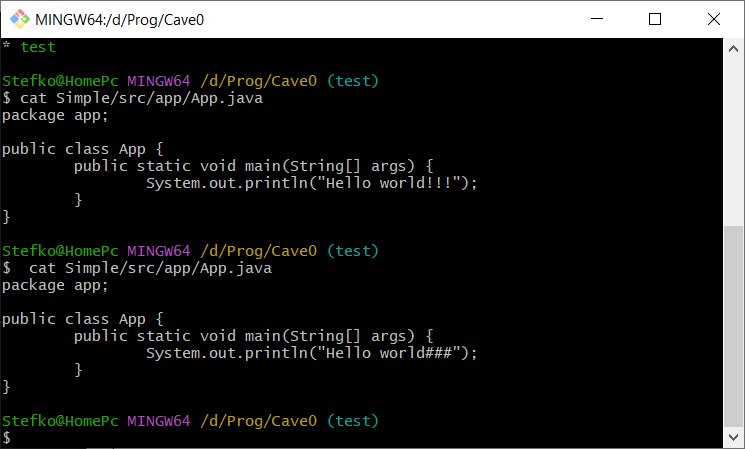 MINGW64:/d/Prog/Cave0
* test
Stefko@HomePc MINGW64 /d/Prog/Cave0 (test)
$ cat Simple/src/app/App.java
package app;
public class App {
        public static void main(String[] args) {
                System.out.println("Hello world!!!");
        }
}
Stefko@HomePc MINGW64 /d/Prog/Cave0 (test)
$  cat Simple/src/app/App.java
package app;
public class App {
        public static void main(String[] args) {
                System.out.println("Hello world###");
        }
}
Stefko@HomePc MINGW64 /d/Prog/Cave0 (test)
$